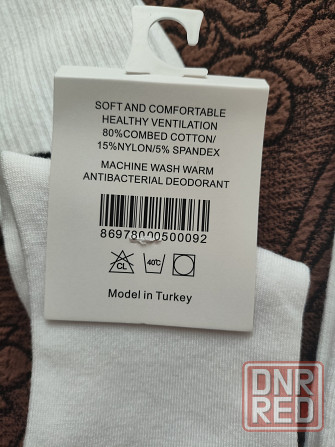 SOFT AND COMFORTABLE
HEALTHY VENTILATION
80%COMBED COTTON/
15%NYLON/5% SPANDEX
MACHINE WASH WARM
ANTIBACTERIAL DEODORANT
86978000500092
CL
40℃
Model in Turkey
DNR
RED